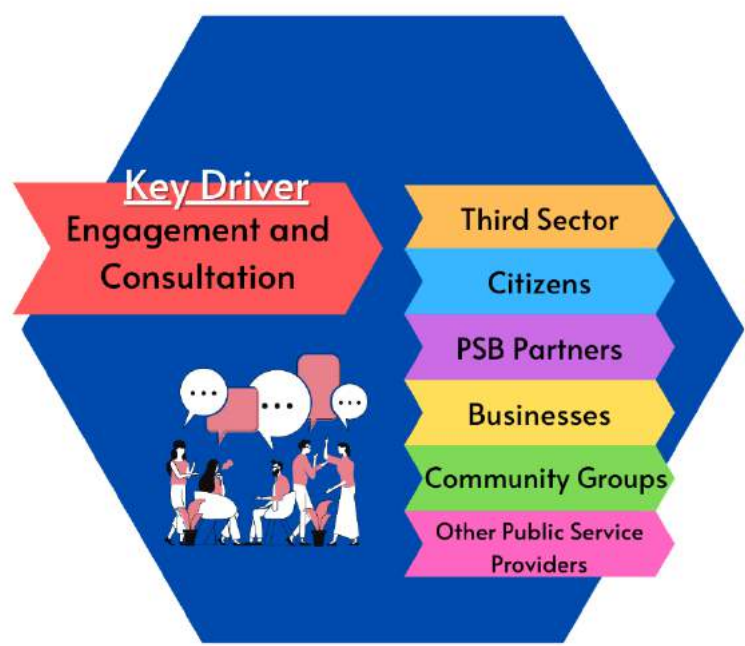 Key Driver
Engagement and
Consultation
Third Sector
Citizens
PSB Partners
Businesses
Community Groups
Other Public Service
Providers